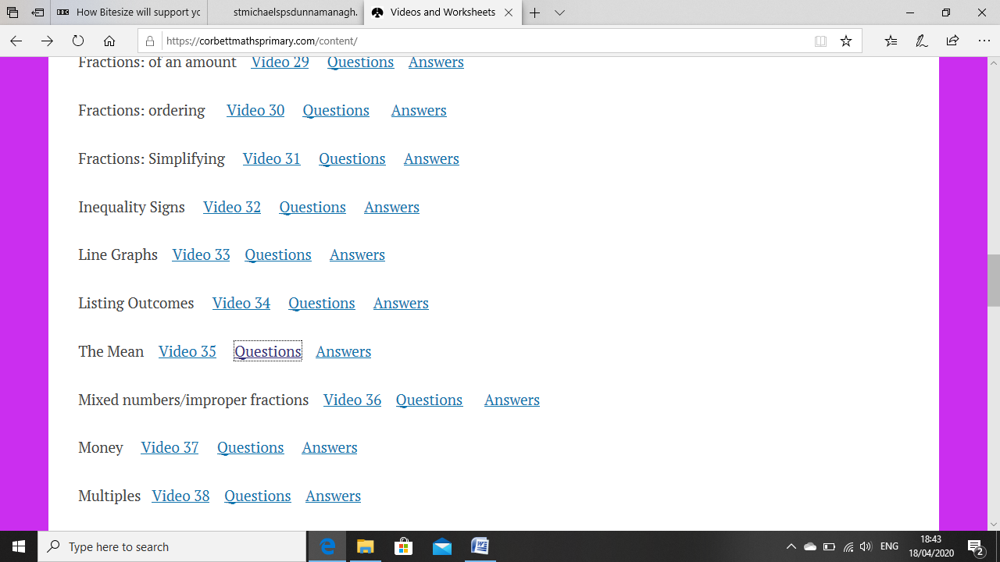 How Bitesize will support yo
stmichaelspsdunnamanagh.
Videos and Worksheets
https://corbettmathsprimary.com/content/
Fractions: of an amount Video 29 Questions Answers
Fractions: ordering Video 30 Questions Answers
Fractions: Simplifying Video 31 Questions Answers
Inequality Signs Video 32 Questions Answers
Line Graphs Video 33 Questions Answers
Listing Outcomes Video 34 Questions Answers
The Mean Video 35 Questions Answers
Mixed numbers/improper fractions Video 36 Questions Answers
Money Video 37 Questions Answers
Multiples Video 38 Questions Answers
Type here to search
ENG
18:43
18/04/2020
2